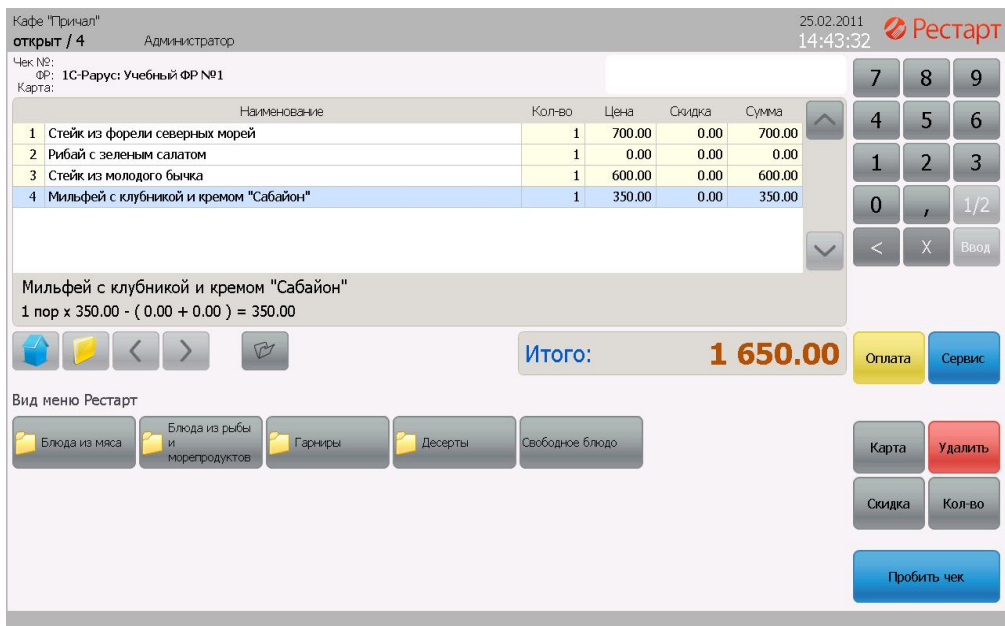 Кафе "Причал"
открыт / 4 Администратор
25.02.2011
14:43:32
Рестарт
Чек №:
ФР: 1С-Рарус: Учебный ФР №1
Карта:
Наименование Кол-во Цена Скидка Сумма
1 Стейк из форели северных морей 1 700.00 0.00 700.00
2 Рибай с зеленым салатом 1 0.00 0.00 0.00
3 Стейк из молодого бычка 1 600.00 0.00 600.00
4 Мильфей с клубникой и кремом "Сабайон" 1 350.00 0.00 350.00
Мильфей с клубникой и кремом "Сабайон"
1 пор x 350.00 - ( 0.00 + 0.00 ) = 350.00
7 8 9
4 5 6
1 2 3
0 , 1/2
< X Ввод
< >
Итого: 1 650.00
Оплата Сервис
Вид меню Рестарт
Блюда из мяса
Блюда из рыбы
и
морепродуктов
Гарниры
Десерты
Свободное блюдо
Карта Удалить
Скидка Кол-во
Пробить чек